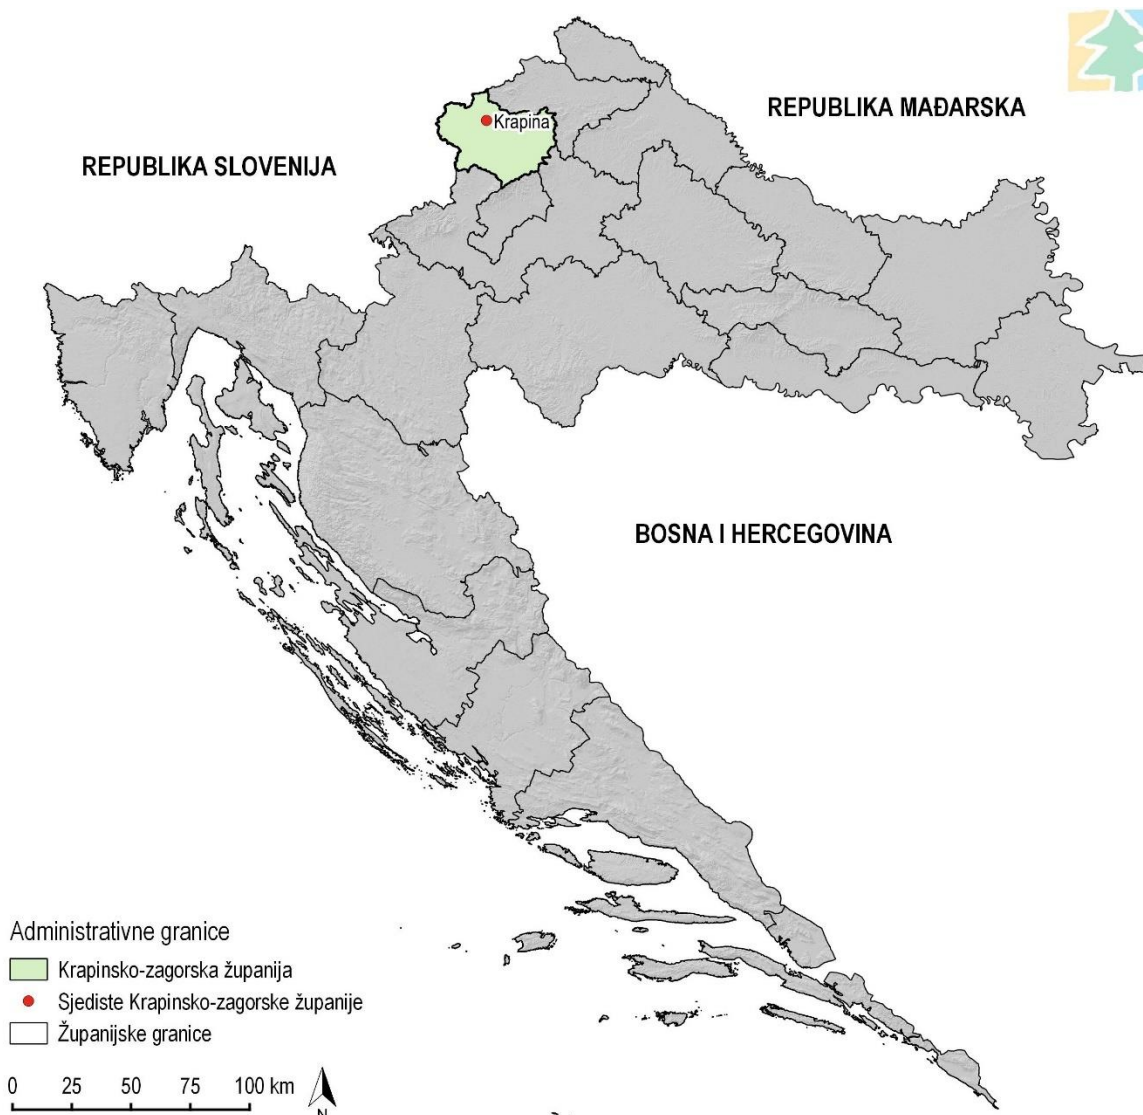 REPUBLIKA MAĐARSKA
Krapina
REPUBLIKA SLOVENIJA
BOSNA I HERCEGOVINA
Administrativne granice
Krapinsko-zagorska županija
Sjediste Krapinsko-zagorske županije
Županijske granice
0 25 50 75 100 km
N